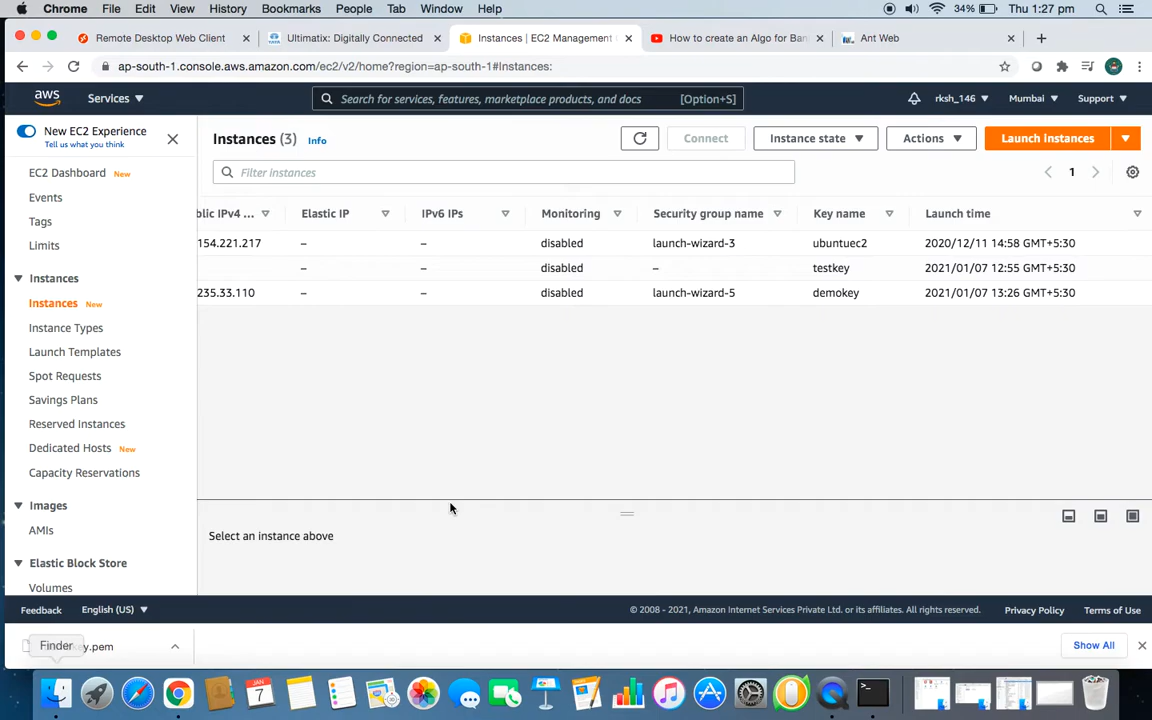 Chrome File Edit View History Bookmarks People Tab Window Help 34% Thu 1:27 pm
Remote Desktop Web Client Ultimatix: Digitally Connected Instances | EC2 Management How to create an Algo for Ban Ant Web
ap-south-1.console.aws.amazon.com/ec2/v2/home?region=ap-south-1#Instances:
aws Services Search for services, features, marketplace products, and docs [Option+S] rksh_146 Mumbai Support
New EC2 Experience
Tell us what you think
Instances (3) Info Connect Instance state Actions Launch instances
EC2 Dashboard New
Filter instances 1
Events
Tags
Limits
blic IPv4 ... Elastic IP IPv6 IPs Monitoring Security group name Key name Launch time
154.221.217 – – disabled launch-wizard-3 ubuntuec2 2020/12/11 14:58 GMT+5:30
– – disabled – testkey 2021/01/07 12:55 GMT+5:30
235.33.110 – – disabled launch-wizard-5 demokey 2021/01/07 13:26 GMT+5:30
Instances
Instances New
Instance Types
Launch Templates
Spot Requests
Savings Plans
Reserved Instances
Dedicated Hosts New
Capacity Reservations
Images
AMIs
Elastic Block Store
Volumes
Select an instance above
Feedback English (US) © 2008 - 2021, Amazon Internet Services Private Ltd. or its affiliates. All rights reserved. Privacy Policy Terms of Use
Finder ey.pem Show All
JAN
7